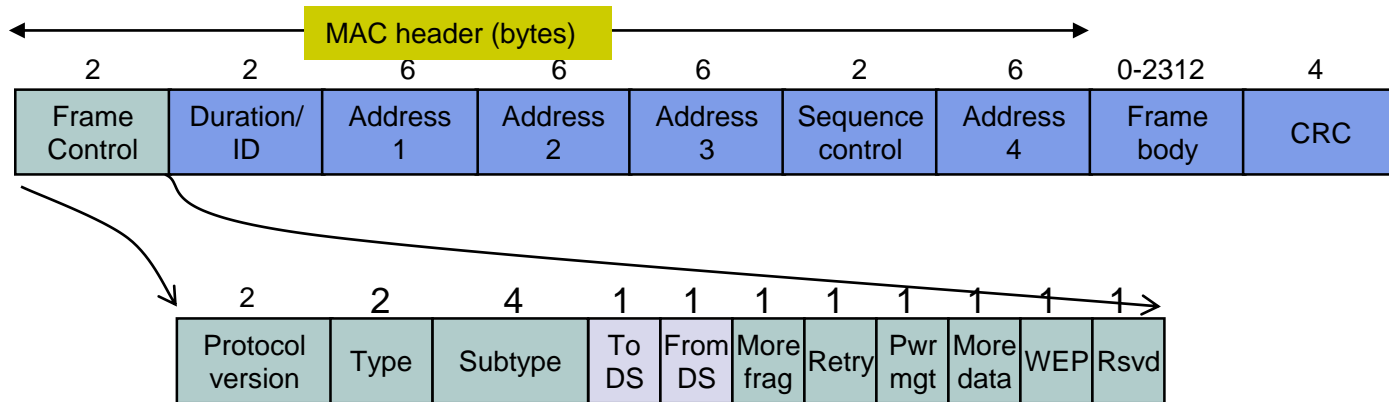 MAC header (bytes)
2 2 6 6 6 2 6 0-2312 4
Frame Control
Duration/ ID
Address 1
Address 2
Address 3
Sequence control
Address 4
Frame body
CRC
2 2 4 1 1 1 1 1 1 1 1
Protocol version
Type
Subtype
To DS
From DS
More frag
Retry
Pwr mgt
More data
WEP
Rsvd